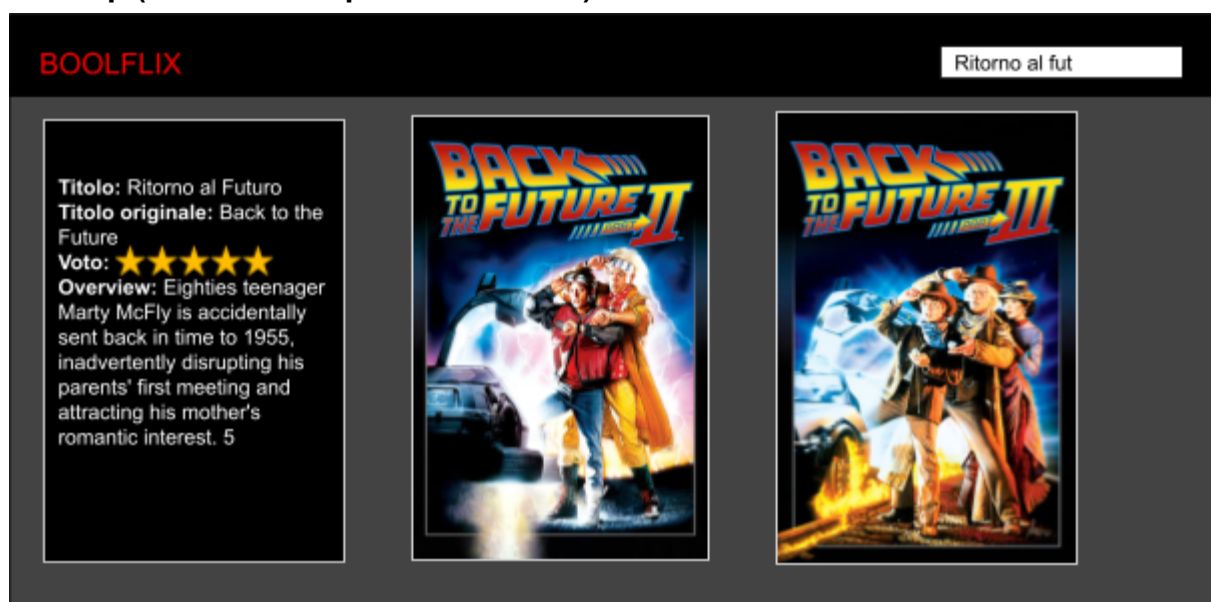 BOOLFLIX
Ritorno al fut
Titolo: Ritorno al Futuro
Titolo originale: Back to the
Future
Voto:
Overview: Eighties teenager
Marty McFly is accidentally
sent back in time to 1955,
inadvertently disrupting his
parents' first meeting and
attracting his mother's
romantic interest. 5
BACK
TO
THE FUTURE
PART II
BACK
TO
THE FUTURE
PART III